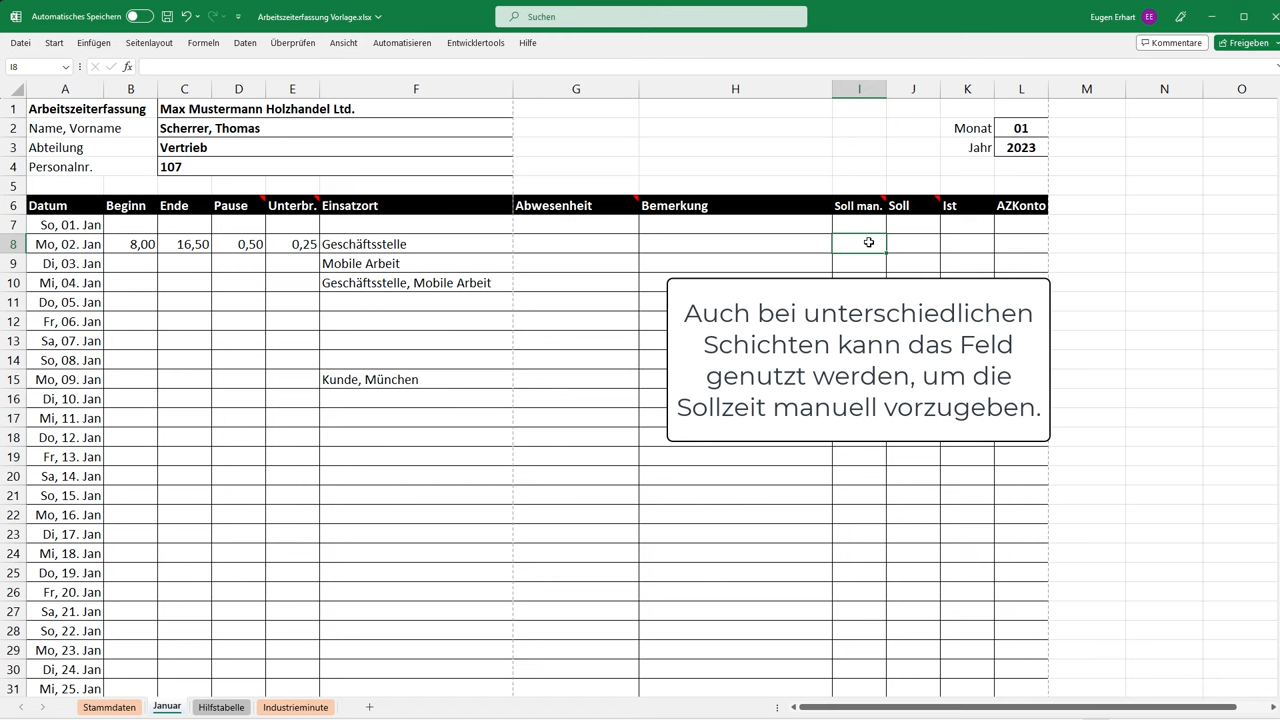 Automatisches Speichern
Arbeitszeiterfassung Vorlage.xlsx
Suchen
Eugen Erhart
EE
Datei Start Einfügen Seitenlayout Formeln Daten Überprüfen Ansicht Automatisieren Entwicklertools Hilfe
Kommentare
Freigeben
I8
fx
A B C D E F G H I J K L M N O
1 Arbeitszeiterfassung Max Mustermann Holzhandel Ltd.
2 Name, Vorname Scherrer, Thomas Monat 01
3 Abteilung Vertrieb Jahr 2023
4 Personalnr. 107
5
6 Datum Beginn Ende Pause Unterbr. Einsatzort Abwesenheit Bemerkung Soll man. Soll Ist AZKonto
7 So, 01. Jan
8 Mo, 02. Jan 8,00 16,50 0,50 0,25 Geschäftsstelle
9 Di, 03. Jan Mobile Arbeit
10 Mi, 04. Jan Geschäftsstelle, Mobile Arbeit
11 Do, 05. Jan
12 Fr, 06. Jan
13 Sa, 07. Jan
14 So, 08. Jan
15 Mo, 09. Jan Kunde, München
16 Di, 10. Jan
17 Mi, 11. Jan
18 Do, 12. Jan
19 Fr, 13. Jan
20 Sa, 14. Jan
21 So, 15. Jan
22 Mo, 16. Jan
23 Di, 17. Jan
24 Mi, 18. Jan
25 Do, 19. Jan
26 Fr, 20. Jan
27 Sa, 21. Jan
28 So, 22. Jan
29 Mo, 23. Jan
30 Di, 24. Jan
31 Mi, 25. Jan
Auch bei unterschiedlichen
Schichten kann das Feld
genutzt werden, um die
Sollzeit manuell vorzugeben.
Stammdaten Januar Hilfstabelle Industrieminute